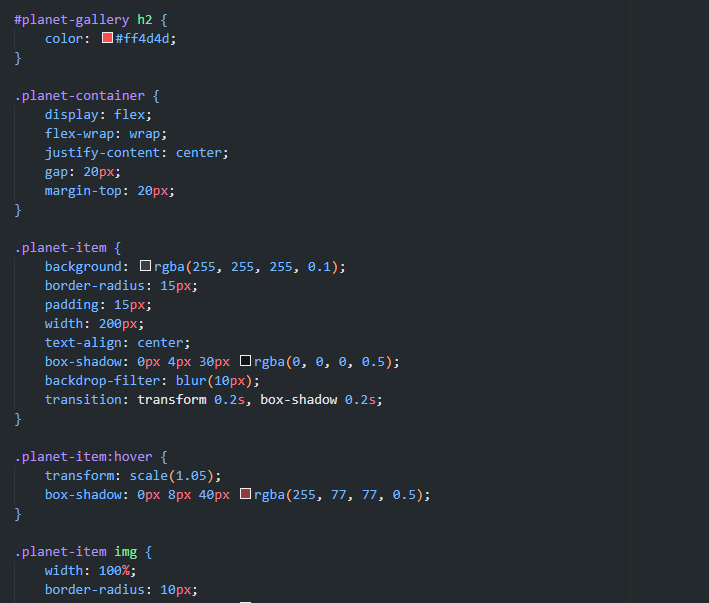 #planet-gallery h2 {
    color: #ff4d4d;
}

.planet-container {
    display: flex;
    flex-wrap: wrap;
    justify-content: center;
    gap: 20px;
    margin-top: 20px;
}

.planet-item {
    background: rgba(255, 255, 255, 0.1);
    border-radius: 15px;
    padding: 15px;
    width: 200px;
    text-align: center;
    box-shadow: 0px 4px 30px rgba(0, 0, 0, 0.5);
    backdrop-filter: blur(10px);
    transition: transform 0.2s, box-shadow 0.2s;
}

.planet-item:hover {
    transform: scale(1.05);
    box-shadow: 0px 8px 40px rgba(255, 77, 77, 0.5);
}

.planet-item img {
    width: 100%;
    border-radius: 10px;